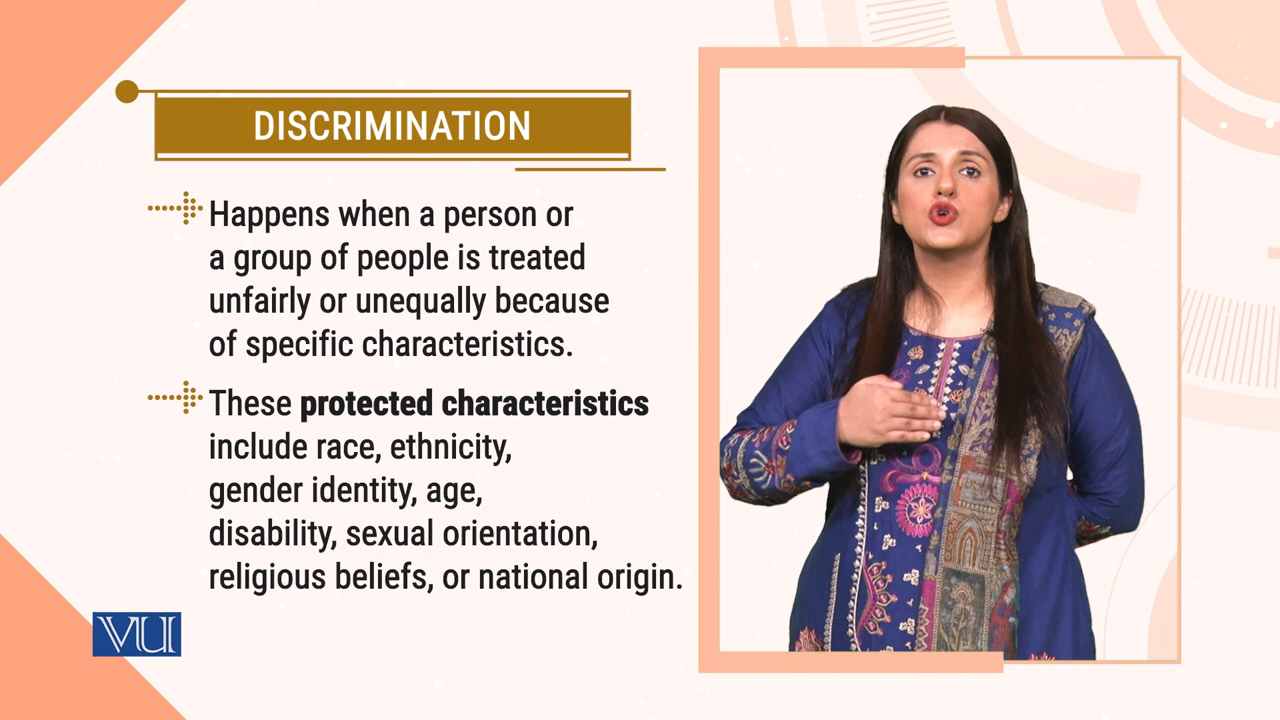 DISCRIMINATION
Happens when a person or
a group of people is treated
unfairly or unequally because
of specific characteristics.
These protected characteristics
include race, ethnicity,
gender identity, age,
disability, sexual orientation,
religious beliefs, or national origin.
VU